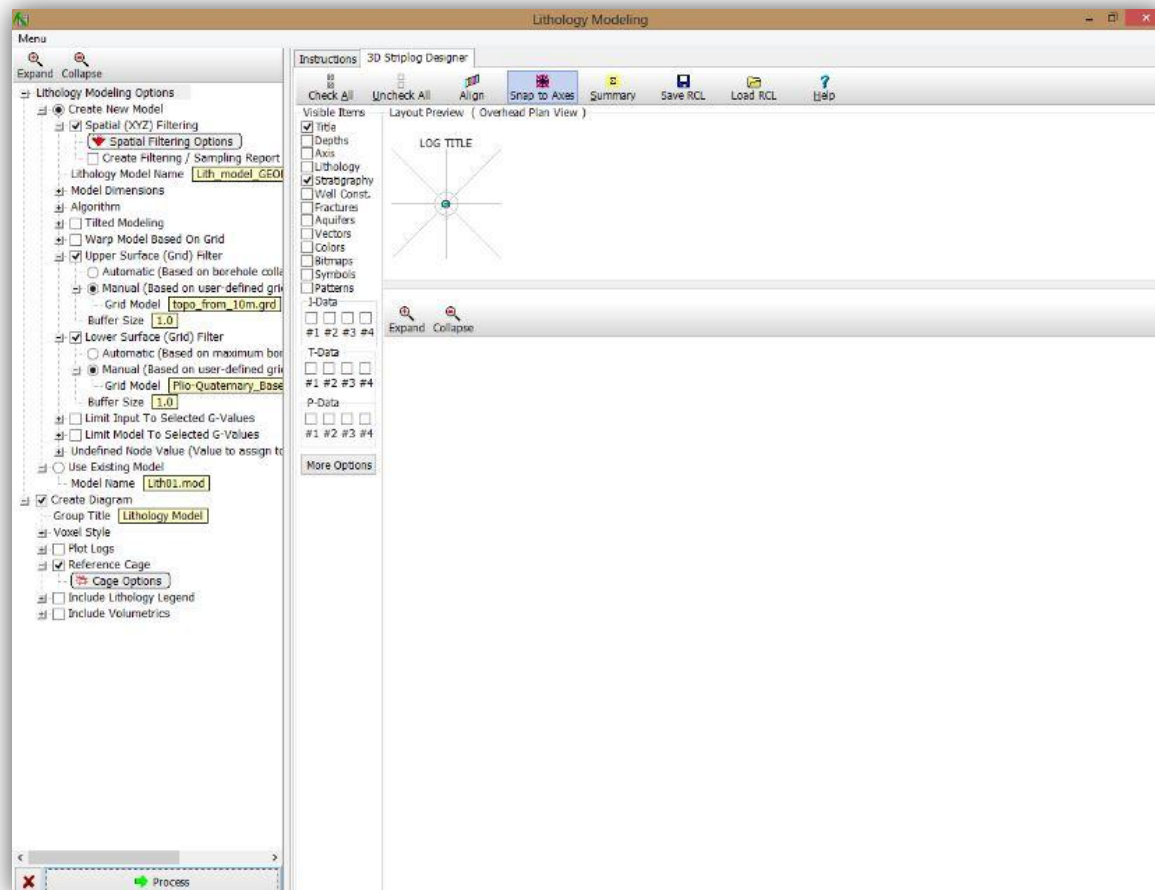 Lithology Modeling
Menu
Expand Collapse
Lithology Modeling Options
Create New Model
Spatial (XYZ) Filtering
Spatial Filtering Options
Create Filtering / Sampling Report
Lithology Model Name Lith_model_GEOl
Model Dimensions
Algorithm
Tilted Modeling
Warp Model Based On Grid
Upper Surface (Grid) Filter
Automatic (Based on borehole colla
Manual (Based on user-defined grid
Grid Model topo_from_10m.grd
Buffer Size 1.0
Lower Surface (Grid) Filter
Automatic (Based on maximum bor
Manual (Based on user-defined grid
Grid Model Plio-Quaternary_Base
Buffer Size 1.0
Limit Input To Selected G-Values
Limit Model To Selected G-Values
Undefined Node Value (Value to assign to
Use Existing Model
Model Name Lith01.mod
Create Diagram
Group Title Lithology Model
Voxel Style
Plot Logs
Reference Cage
Cage Options
Include Lithology Legend
Include Volumetrics
Process
Instructions 3D Striplog Designer
Check All Uncheck All Align Snap to Axes Summary Save RCL Load RCL Help
Visible Items
Title
Depths
Axis
Lithology
Stratigraphy
Well Const.
Fractures
Aquifers
Vectors
Colors
Bitmaps
Symbols
Patterns
I-Data
#1 #2 #3 #4
T-Data
#1 #2 #3 #4
P-Data
#1 #2 #3 #4
More Options
Layout Preview ( Overhead Plan View )
LOG TITLE
Expand Collapse